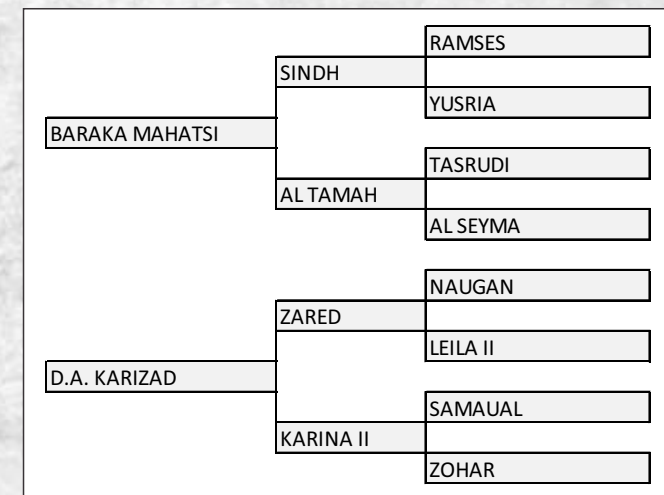 RAMSES
SINDH
YUSRIA
BARAKA MAHATSI
TASRUDI
AL TAMAH
AL SEYMA
NAUGAN
ZARED
LEILA II
D.A. KARIZAD
SAMAUAL
KARINA II
ZOHAR